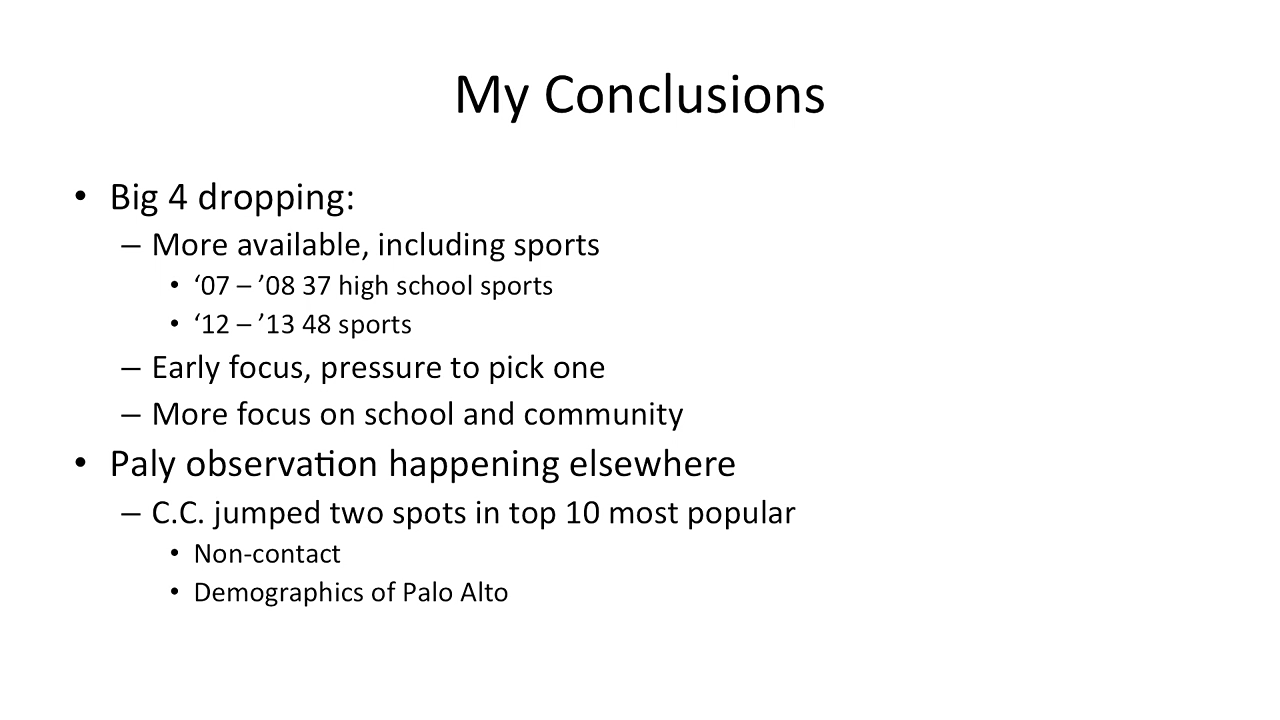 My Conclusions
• Big 4 dropping:
– More available, including sports
• ‘07 – ’08 37 high school sports
• ‘12 – ’13 48 sports
– Early focus, pressure to pick one
– More focus on school and community
• Paly observation happening elsewhere
– C.C. jumped two spots in top 10 most popular
• Non-contact
• Demographics of Palo Alto